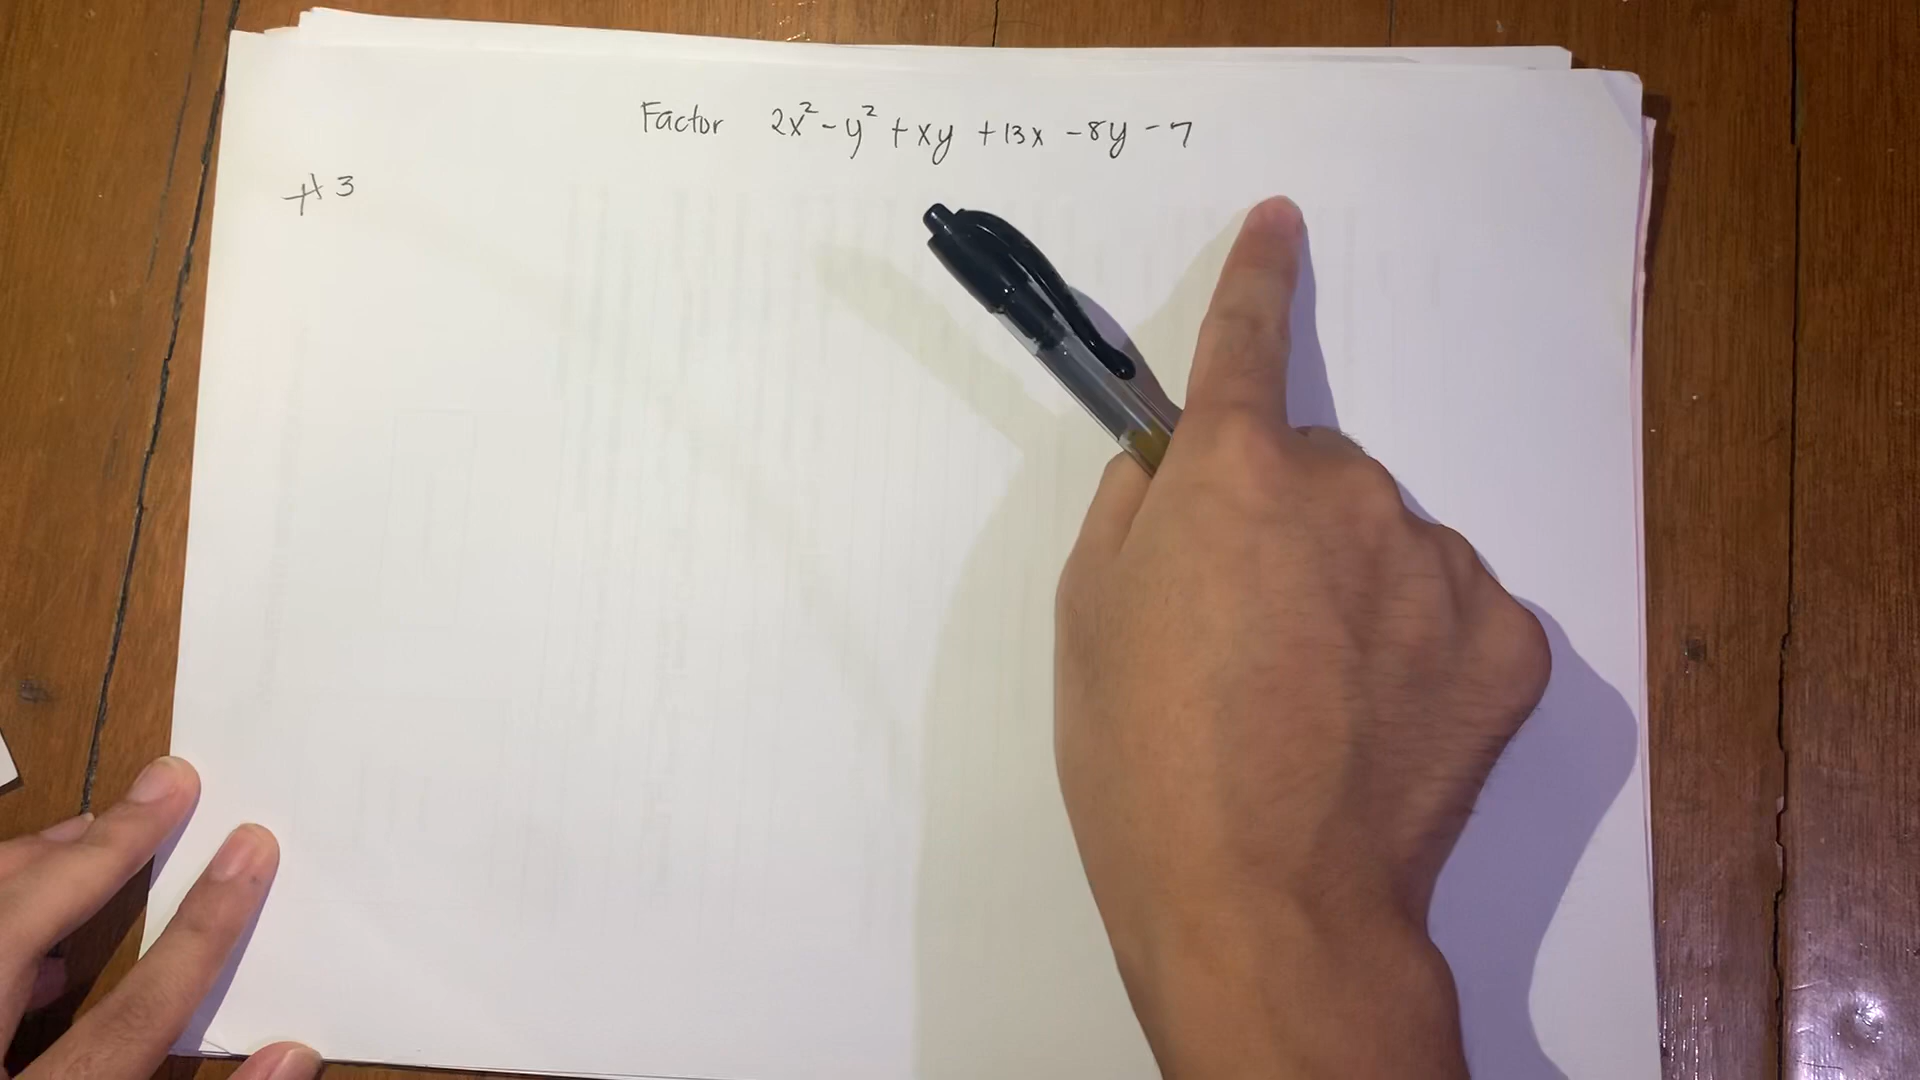 Factor 2x² - y² + xy + 13x - 8y - 7
# 3